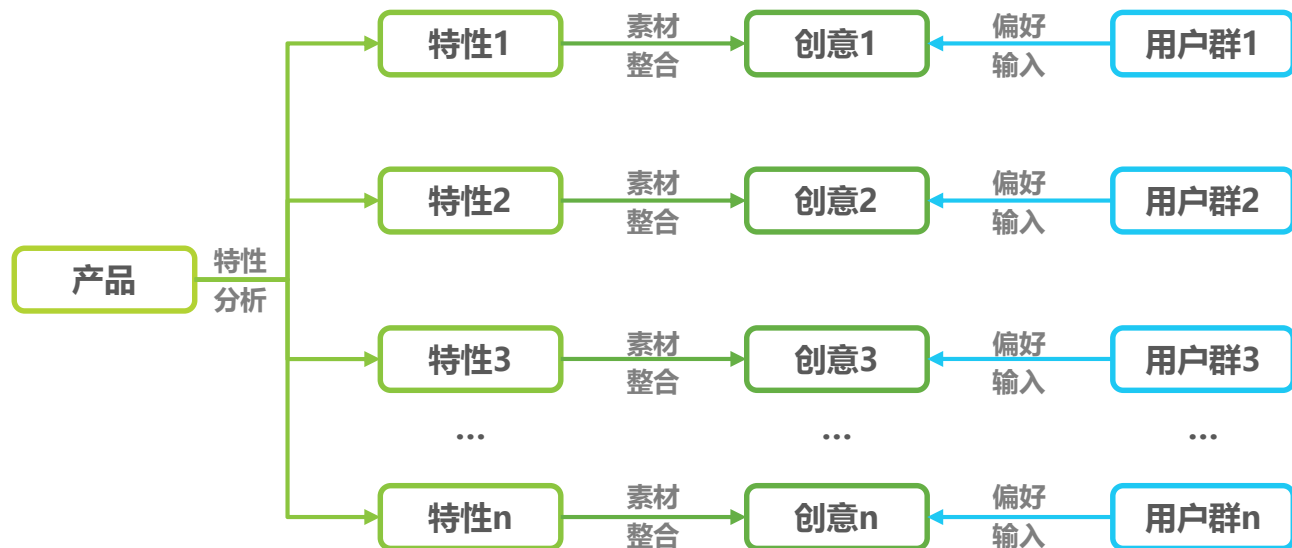 特性1
素材
整合
创意1
偏好
输入
用户群1
特性2
素材
整合
创意2
偏好
输入
用户群2
产品
特性
分析
特性3
素材
整合
创意3
偏好
输入
用户群3
...
...
...
特性n
素材
整合
创意n
偏好
输入
用户群n